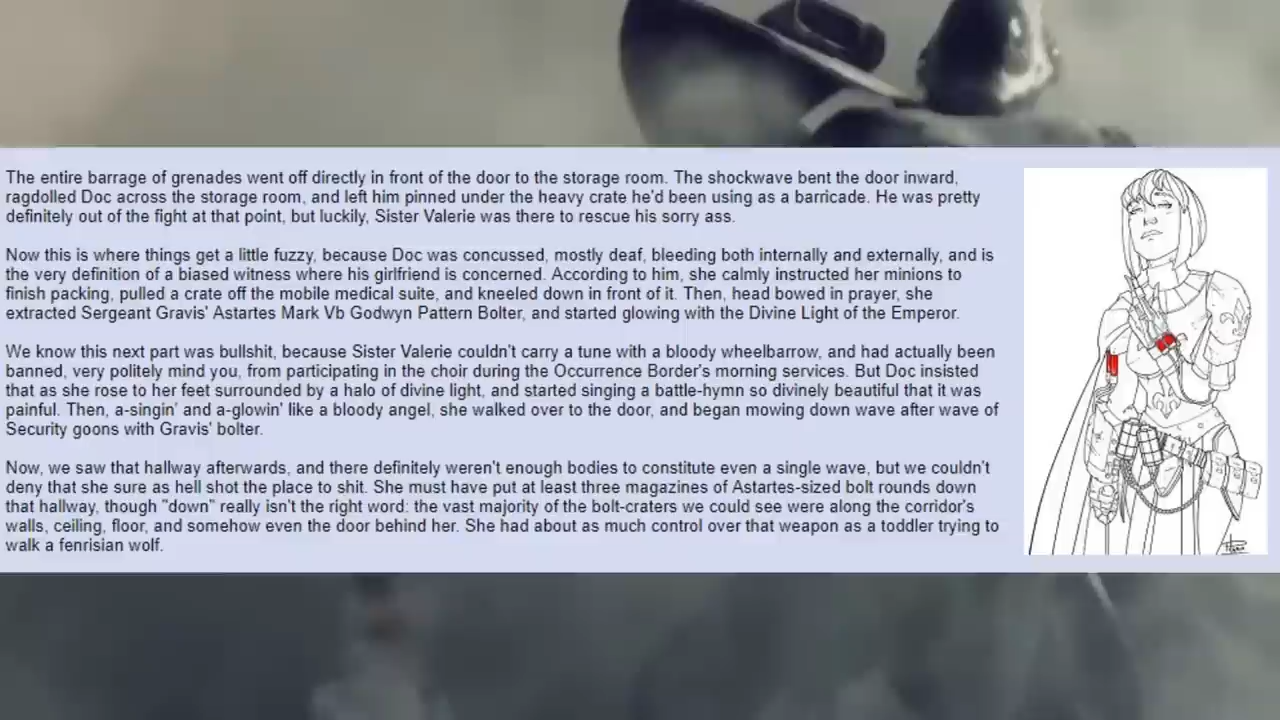 The entire barrage of grenades went off directly in front of the door to the storage room. The shockwave bent the door inward,
ragdolled Doc across the storage room, and left him pinned under the heavy crate he'd been using as a barricade. He was pretty
definitely out of the fight at that point, but luckily, Sister Valerie was there to rescue his sorry ass.
Now this is where things get a little fuzzy, because Doc was concussed, mostly deaf, bleeding both internally and externally, and is
the very definition of a biased witness where his girlfriend is concerned. According to him, she calmly instructed her minions to
finish packing, pulled a crate off the mobile medical suite, and kneeled down in front of it. Then, head bowed in prayer, she
extracted Sergeant Gravis' Astartes Mark Vb Godwyn Pattern Bolter, and started glowing with the Divine Light of the Emperor.
We know this next part was bullshit, because Sister Valerie couldn't carry a tune with a bloody wheelbarrow, and had actually been
banned, very politely mind you, from participating in the choir during the Occurrence Border's morning services. But Doc insisted
that as she rose to her feet surrounded by a halo of divine light, and started singing a battle-hymn so divinely beautiful that it was
painful. Then, a-singin' and a-glowin' like a bloody angel, she walked over to the door, and began mowing down wave after wave of
Security goons with Gravis' bolter.
Now, we saw that hallway afterwards, and there definitely weren't enough bodies to constitute even a single wave, but we couldn't
deny that she sure as hell shot the place to shit. She must have put at least three magazines of Astartes-sized bolt rounds down
that hallway, though "down" really isn't the right word: the vast majority of the bolt-craters we could see were along the corridor's
walls, ceiling, floor, and somehow even the door behind her. She had about as much control over that weapon as a toddler trying to
walk a fenrisian wolf.